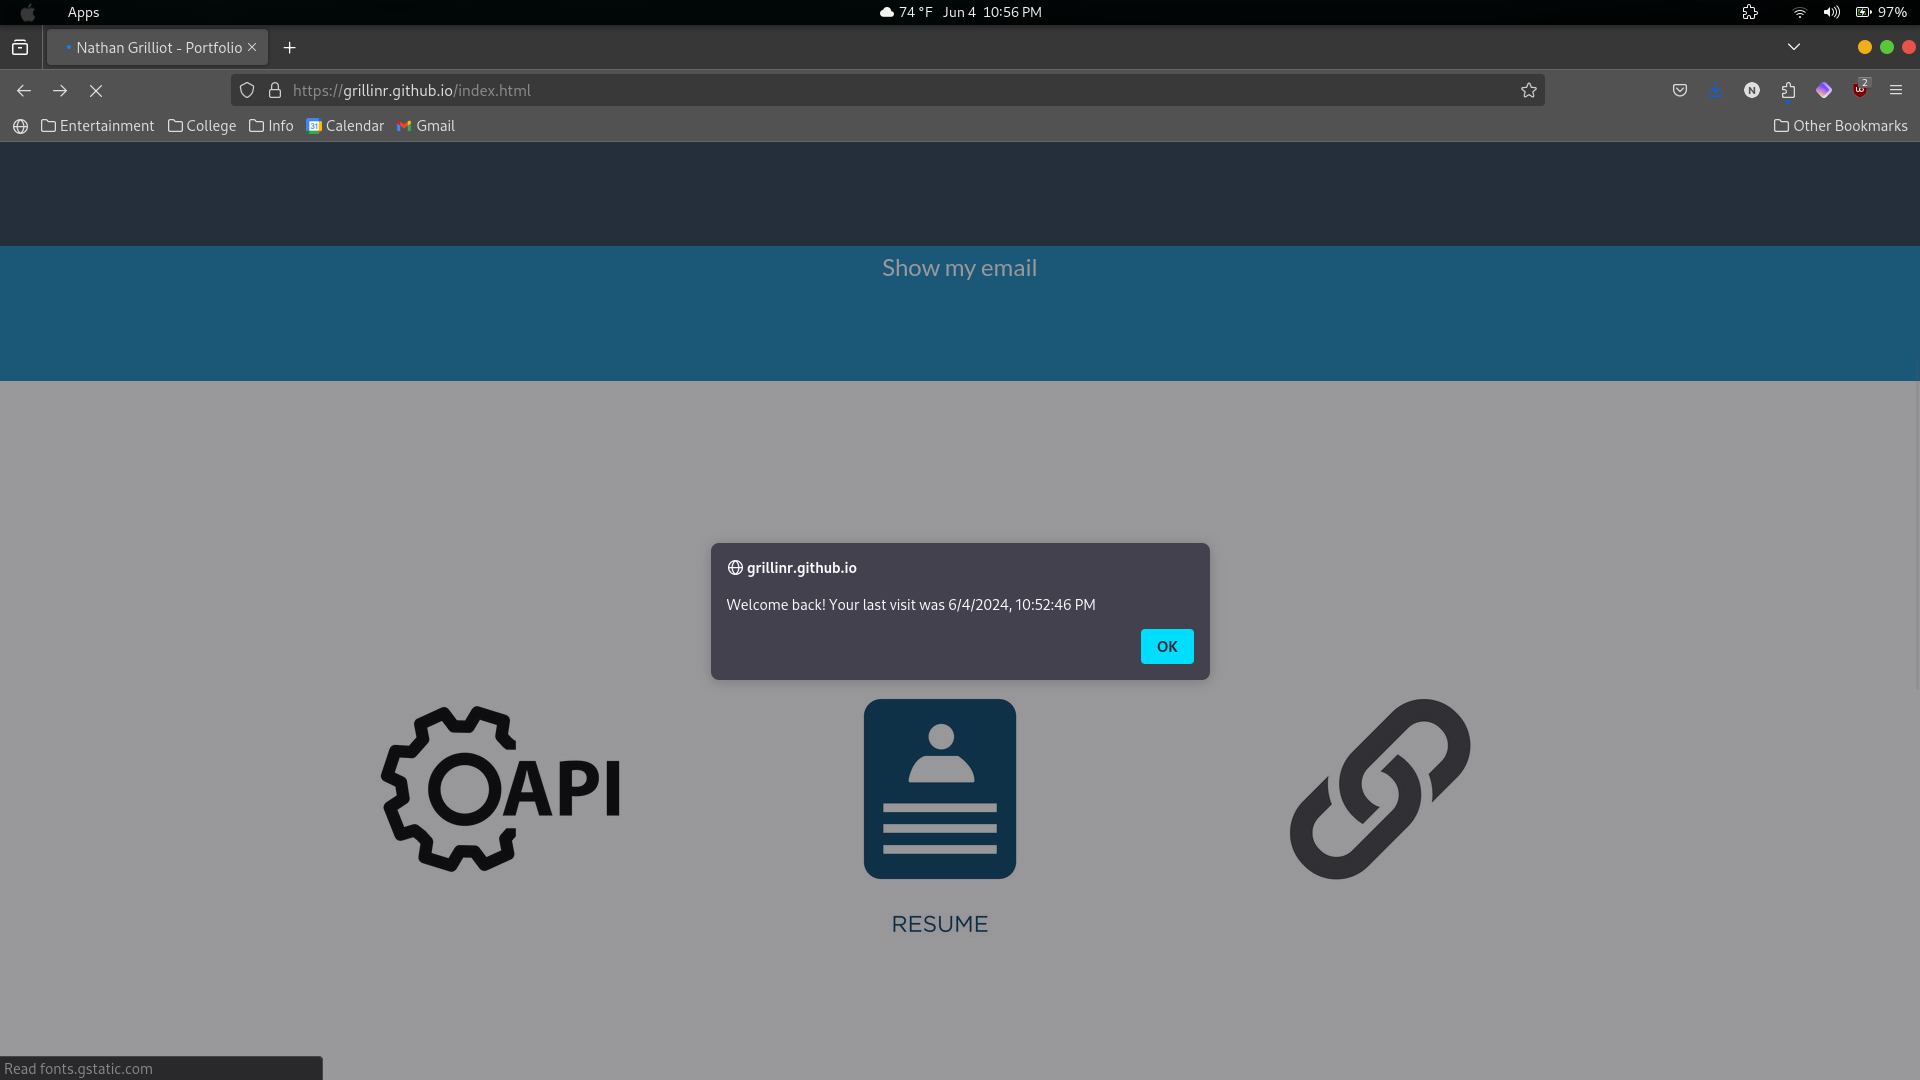 Apps
74 °F Jun 4 10:56 PM
97%
Nathan Grilliot - Portfolio
https://grillinr.github.io/index.html
N
2
Entertainment
College
Info
31
Calendar
Gmail
Other Bookmarks
Show my email
grillinr.github.io
Welcome back! Your last visit was 6/4/2024, 10:52:46 PM
OK
API
RESUME
Read fonts.gstatic.com